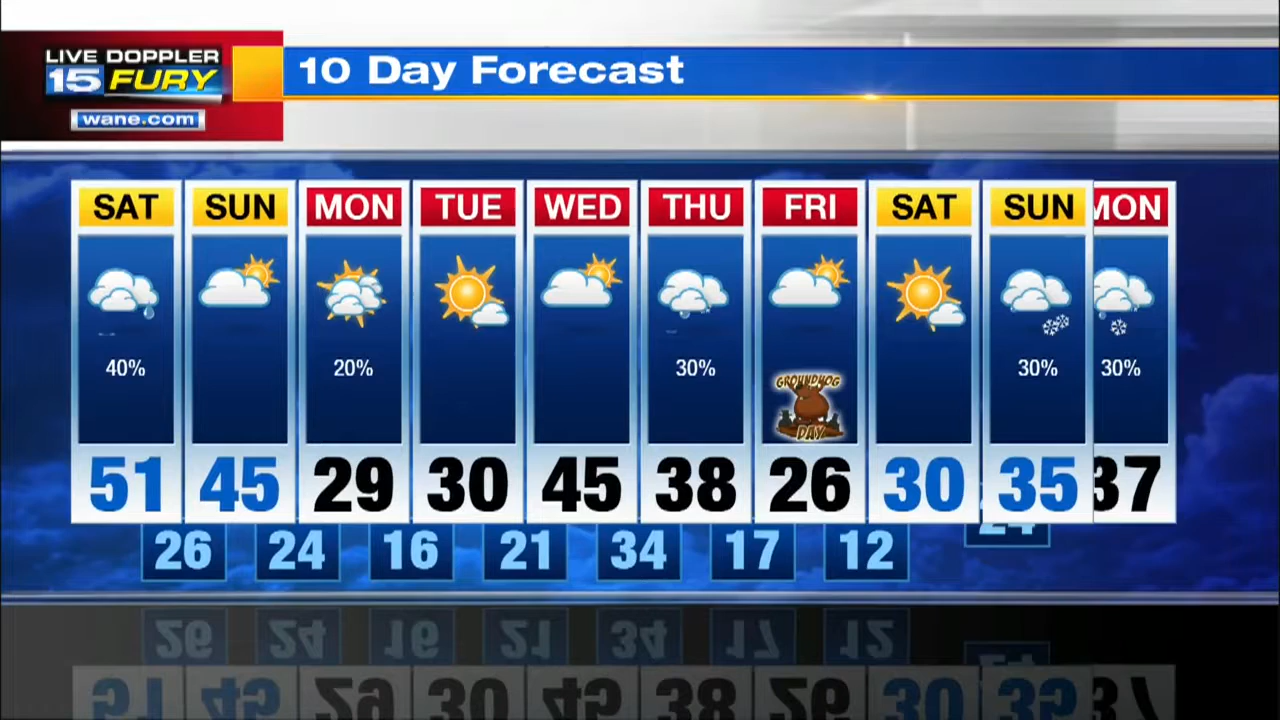 LIVE DOPPLER
15 FURY
wane.com
10 Day Forecast
SAT SUN MON TUE WED THU FRI SAT SUN MON
40% 20% 30% 30% 30%
GROUNDHOG
DAY
51 45 29 30 45 38 26 30 35 37
26 24 16 21 34 17 12 24